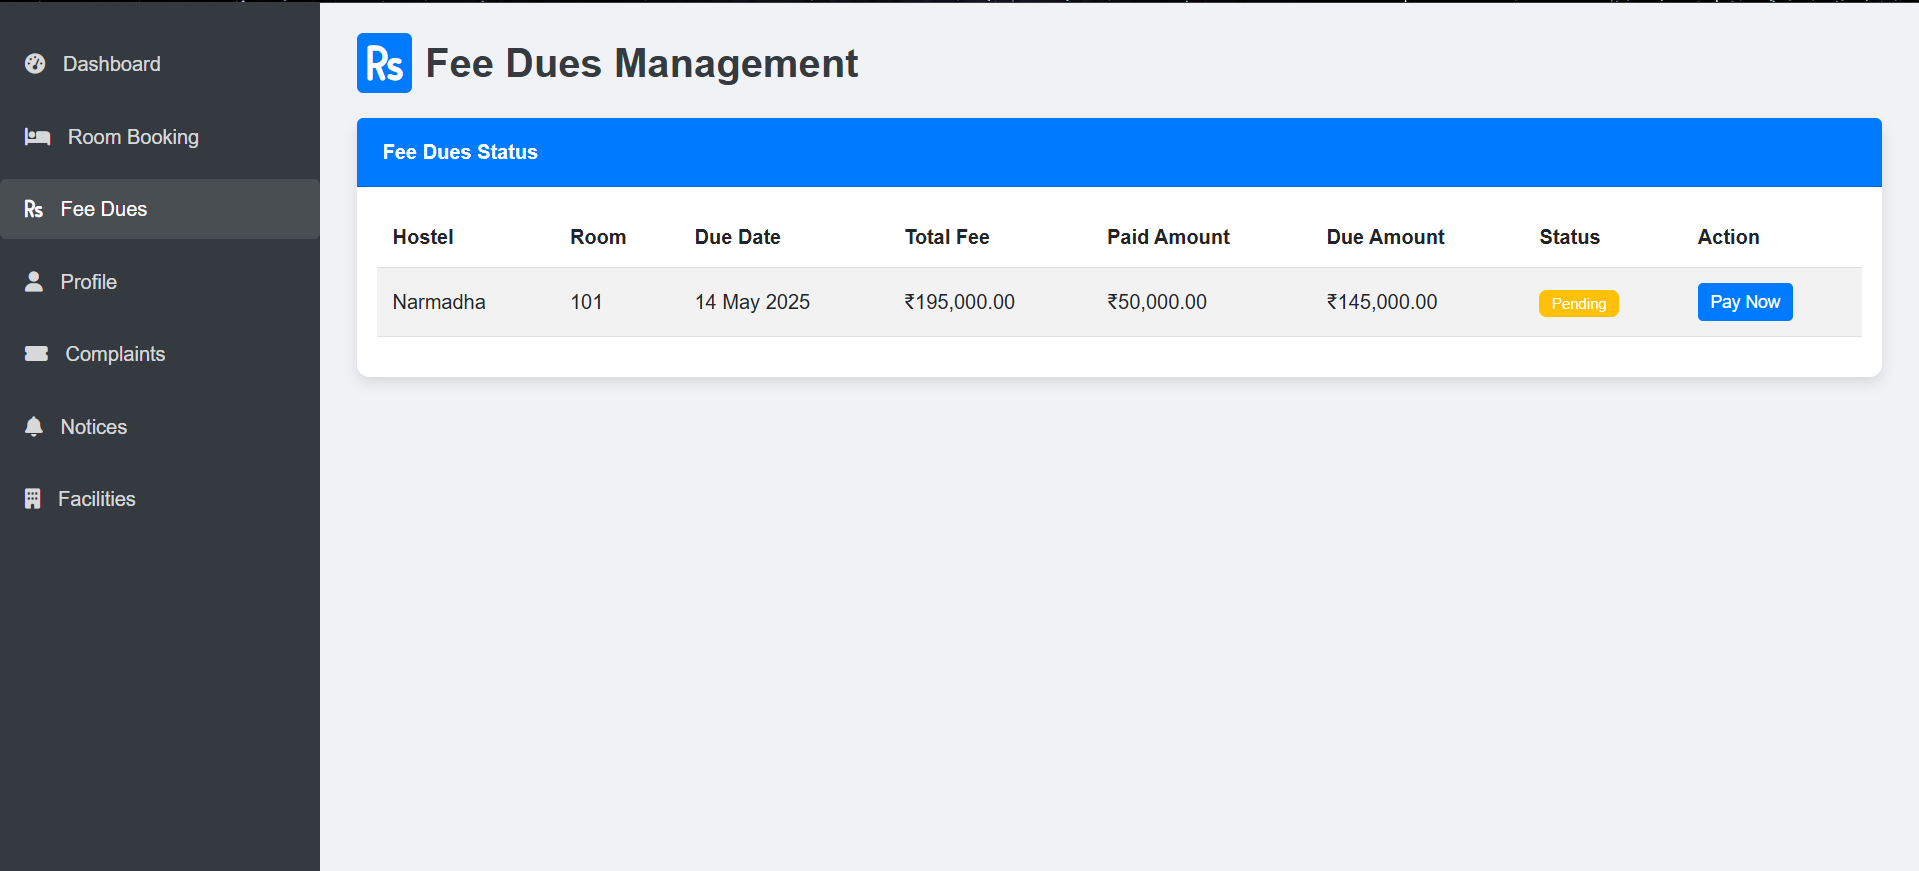 Dashboard
Room Booking
Rs Fee Dues
Profile
Complaints
Notices
Facilities
Rs Fee Dues Management
Fee Dues Status
Hostel Room Due Date Total Fee Paid Amount Due Amount Status Action
Narmadha 101 14 May 2025 ₹195,000.00 ₹50,000.00 ₹145,000.00 Pending Pay Now